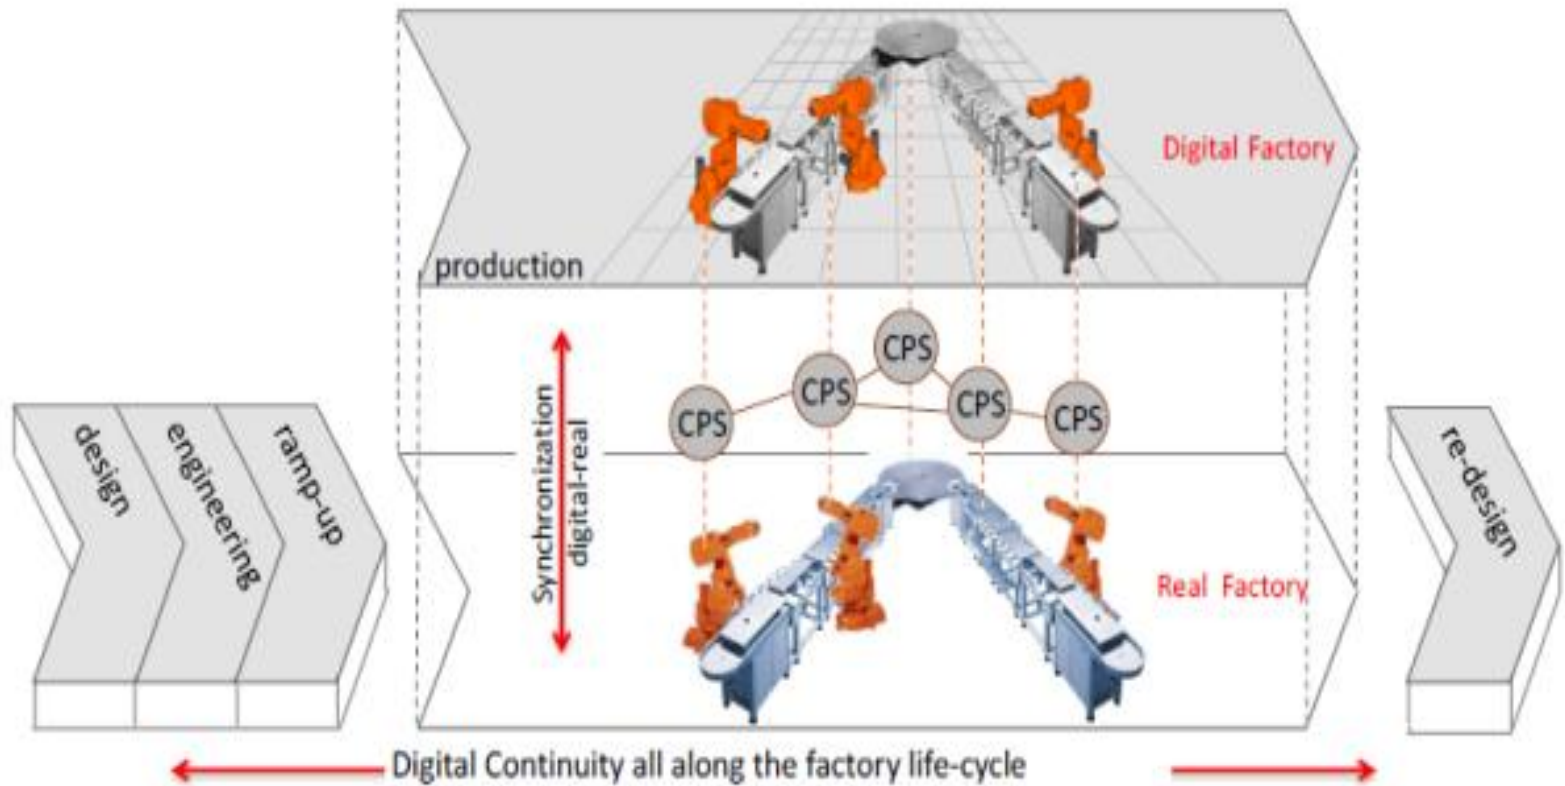 Digital Factory
production
CPS
CPS
CPS
CPS
CPS
Synchronization
digital-real
design
engineering
ramp-up
re-design
Real Factory
Digital Continuity all along the factory life-cycle